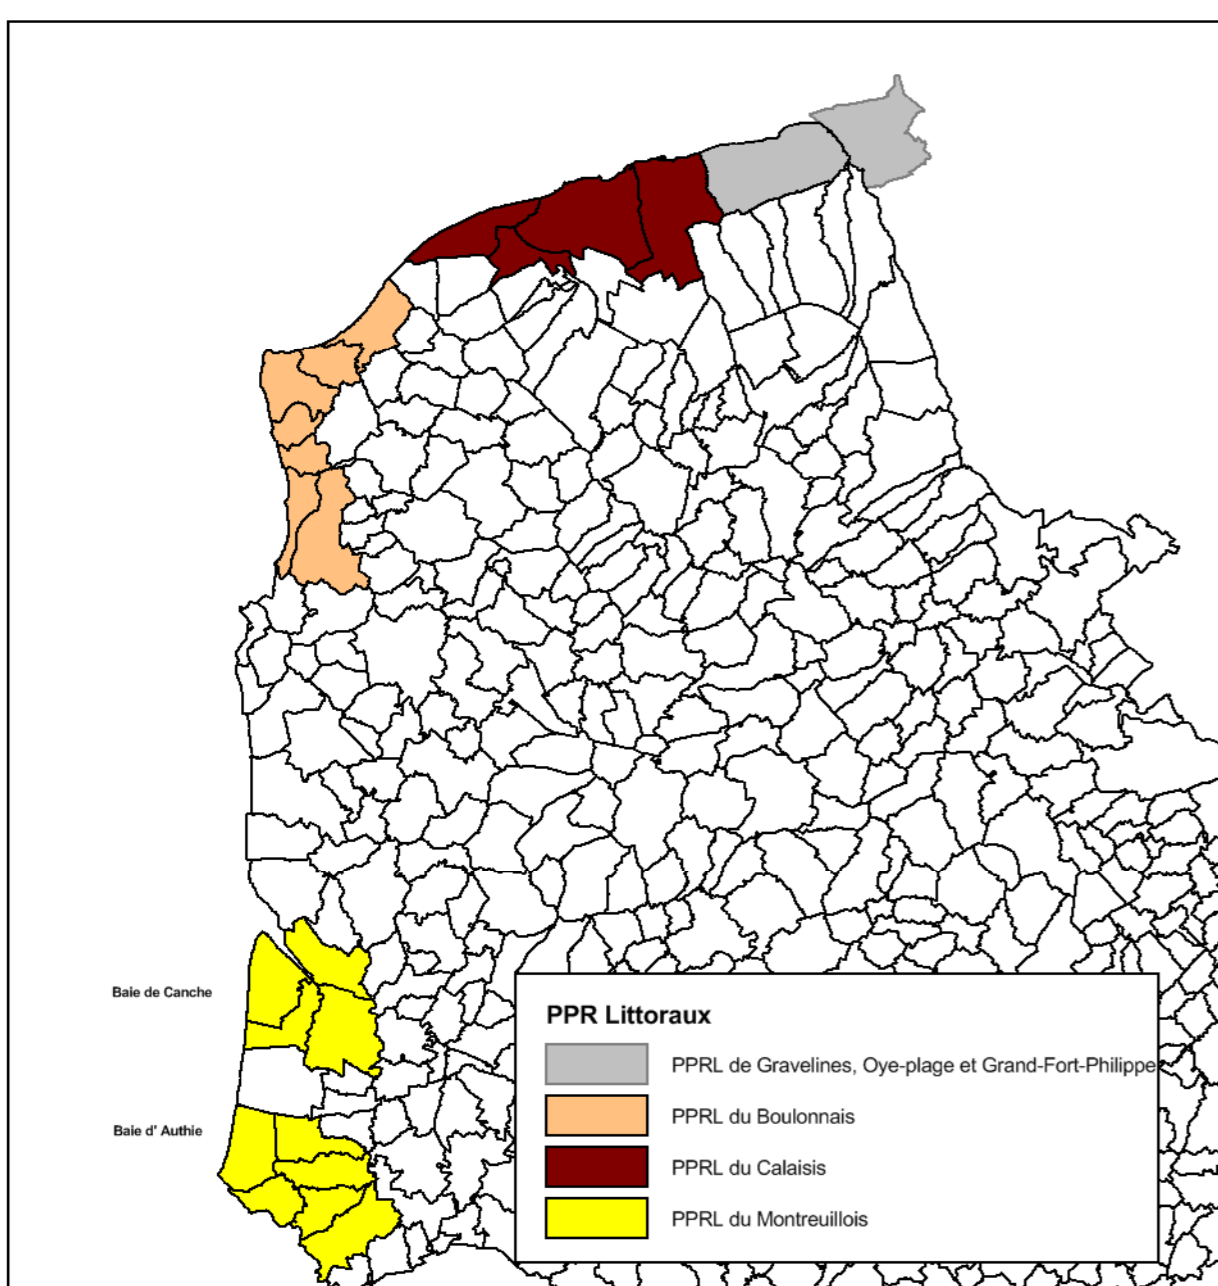 Baie de Canche
Baie d' Authie
PPR Littoraux
PPRL de Gravelines, Oye-plage et Grand-Fort-Philippe
PPRL du Boulonnais
PPRL du Calaisis
PPRL du Montreuillois